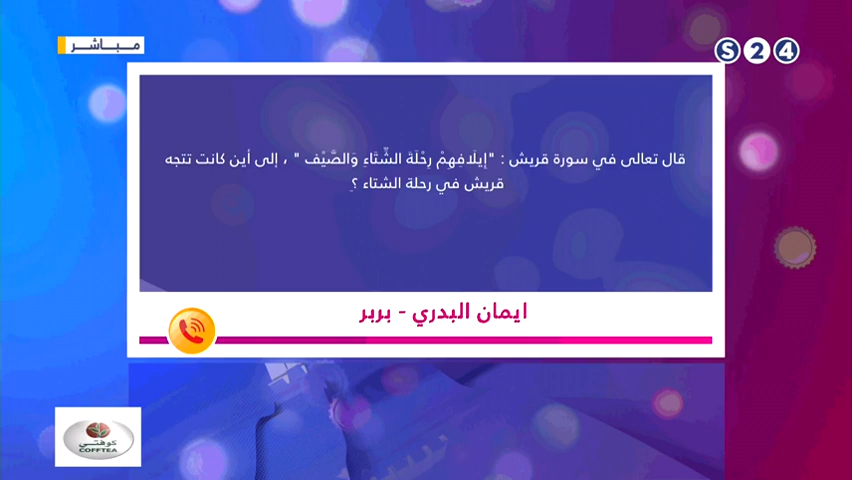 مباشر
S24
قال تعالى في سورة قريش : "إيلَافِهِمْ رِحْلَةَ الشِّتَاءِ وَالصَّيْف " ، إلى أين كانت تتجه
قريش في رحلة الشتاء ؟
ايمان البدري - بربر
كوفتي
COFFTEA